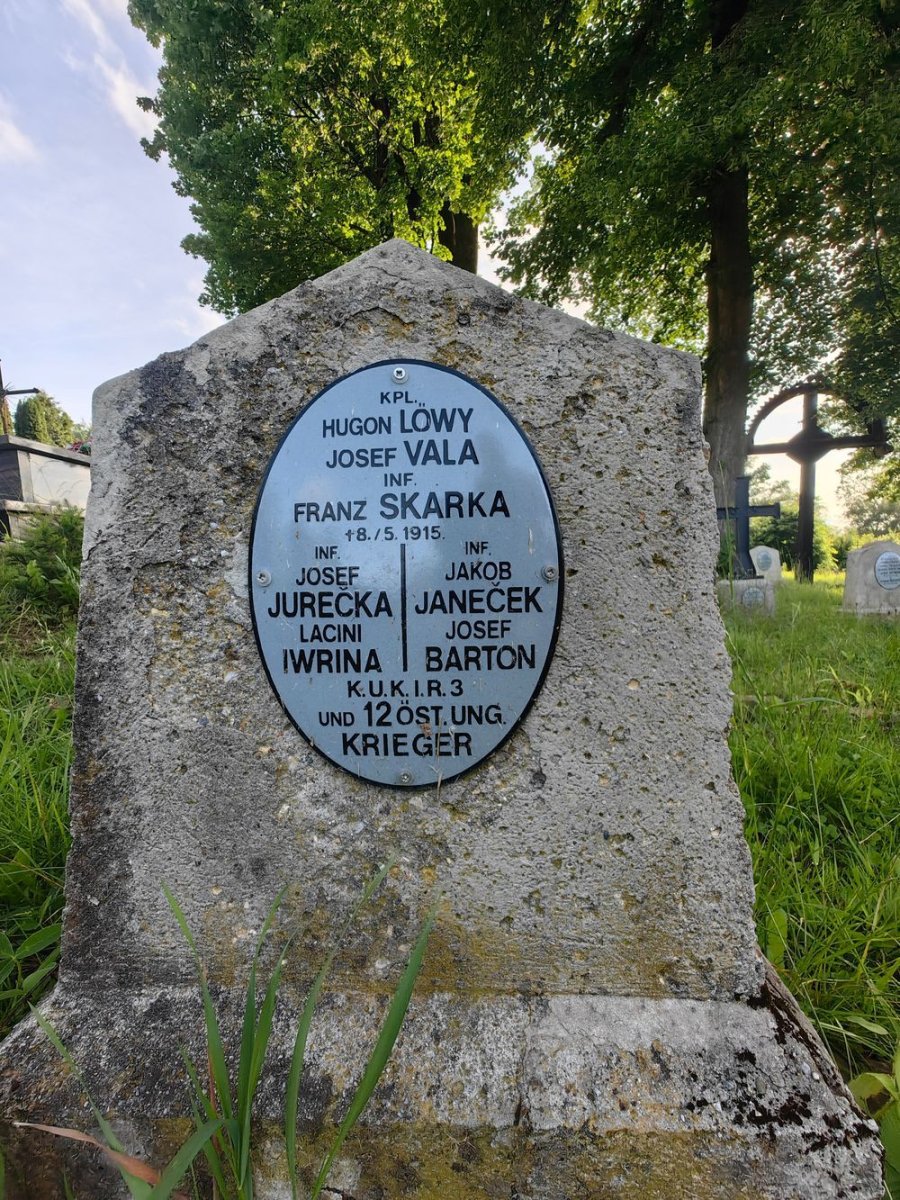 KPL.
HUGON LÖWY
JOSEF VALA
INF.
FRANZ SKARKA
†8./5.1915.
INF. INF.
JOSEF JAKOB
JUREČKA JANEČEK
LACINI JOSEF
IWRINA BARTON
K.U.K.I.R.3
UND 12 ÖST.UNG.
KRIEGER